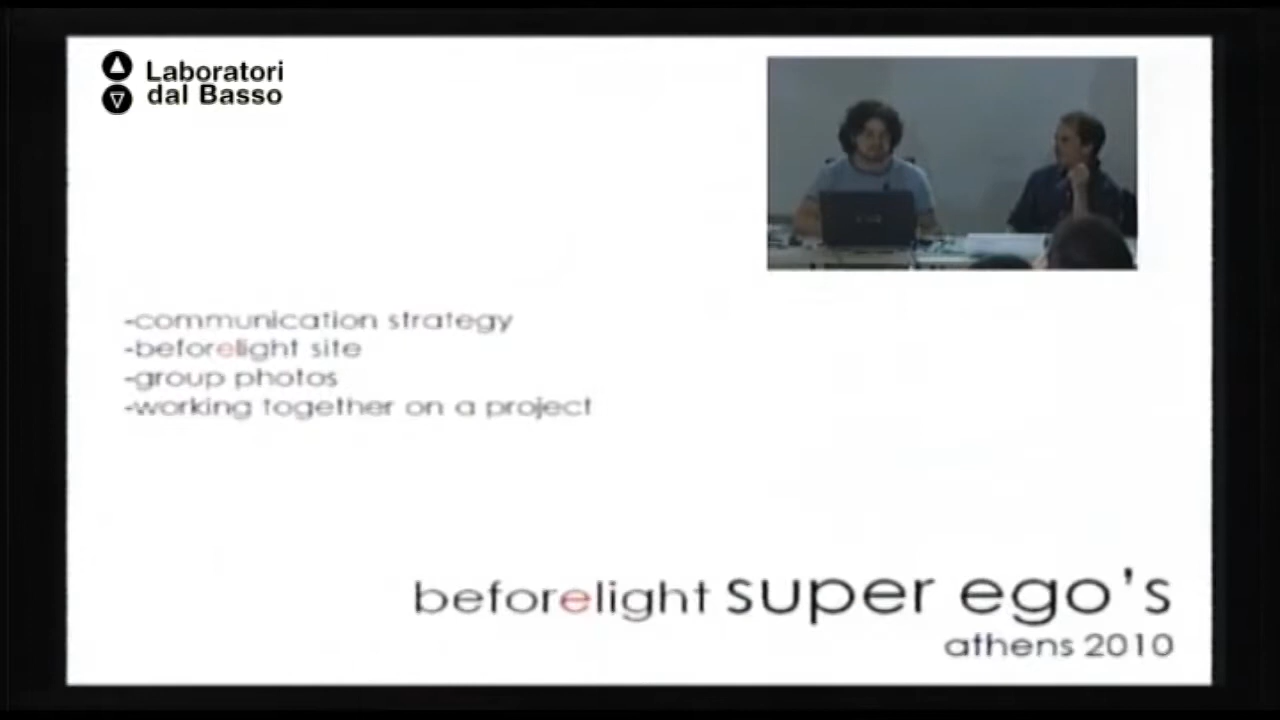 Laboratori
dal Basso
-communication strategy
-beforelight site
-group photos
-working together on a project
beforelight super ego's
athens 2010